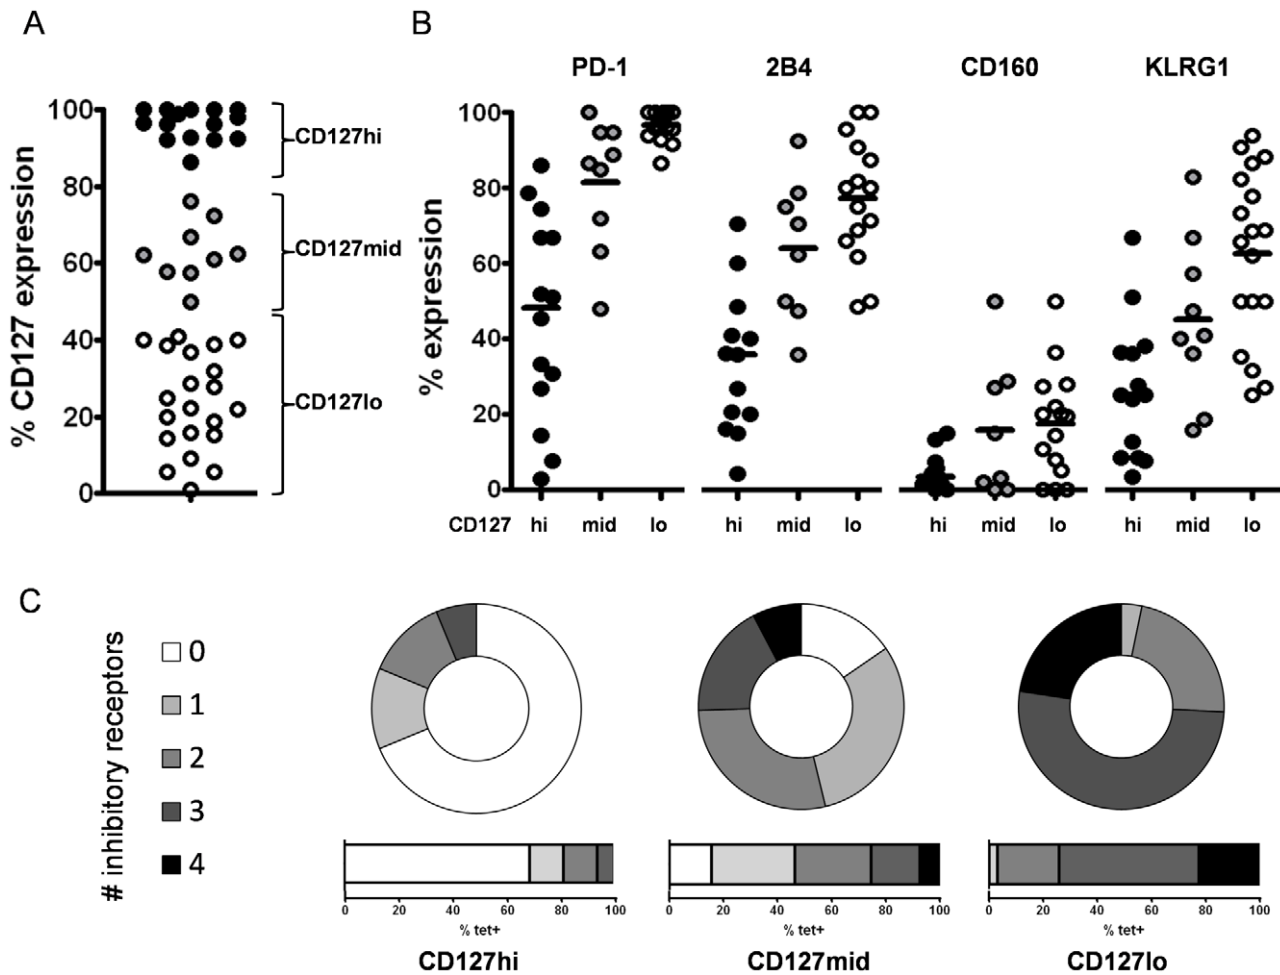 A
% CD127 expression
100
80
60
40
20
0
CD127hi
CD127mid
CD127lo
B
PD-1 2B4 CD160 KLRG1
% expression
100
80
60
40
20
0
CD127 hi mid lo hi mid lo hi mid lo hi mid lo
C
# inhibitory receptors
0
1
2
3
4
0 20 40 60 80 100
% tet+
CD127hi
0 20 40 60 80 100
% tet+
CD127mid
0 20 40 60 80 100
% tet+
CD127lo